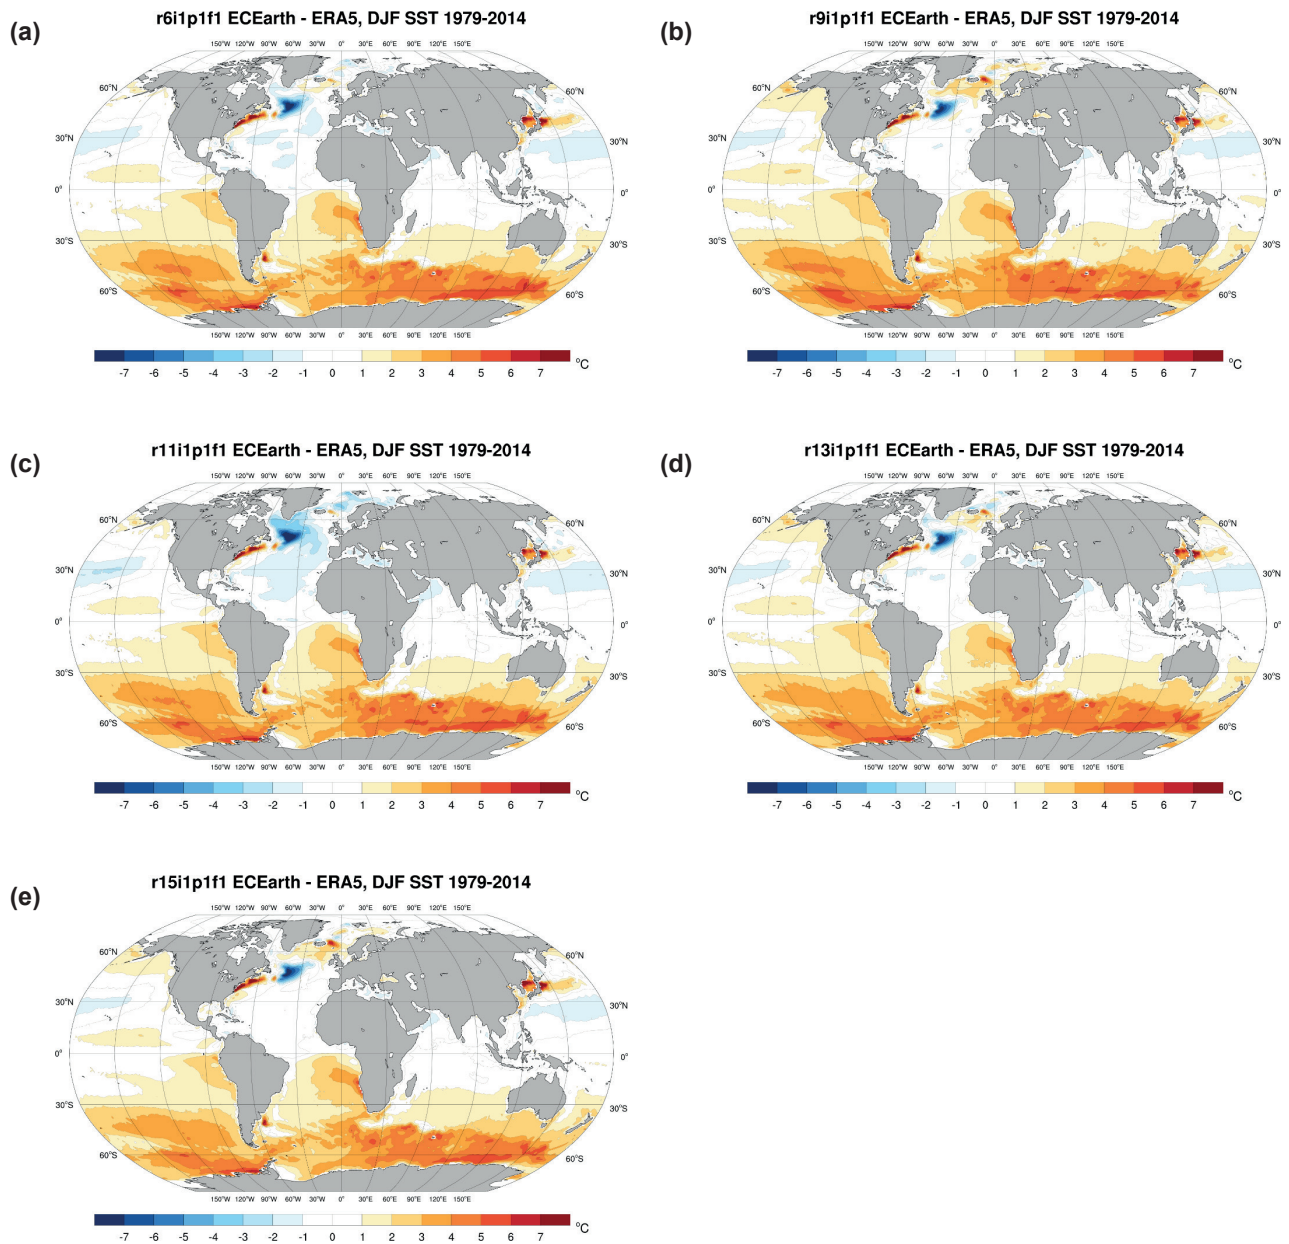 (a)
r6i1p1f1 ECEarth - ERA5, DJF SST 1979-2014
150°W 120°W 90°W 60°W 30°W 0° 30°E 60°E 90°E 120°E 150°E
60°N 60°N
30°N 30°N
0° 0°
30°S 30°S
60°S 60°S
150°W 120°W 90°W 60°W 30°W 0° 30°E 60°E 90°E 120°E 150°E
-7 -6 -5 -4 -3 -2 -1 0 1 2 3 4 5 6 7 °C
(b)
r9i1p1f1 ECEarth - ERA5, DJF SST 1979-2014
150°W 120°W 90°W 60°W 30°W 0° 30°E 60°E 90°E 120°E 150°E
60°N 60°N
30°N 30°N
0° 0°
30°S 30°S
60°S 60°S
150°W 120°W 90°W 60°W 30°W 0° 30°E 60°E 90°E 120°E 150°E
-7 -6 -5 -4 -3 -2 -1 0 1 2 3 4 5 6 7 °C
(c)
r11i1p1f1 ECEarth - ERA5, DJF SST 1979-2014
150°W 120°W 90°W 60°W 30°W 0° 30°E 60°E 90°E 120°E 150°E
60°N 60°N
30°N 30°N
0° 0°
30°S 30°S
60°S 60°S
150°W 120°W 90°W 60°W 30°W 0° 30°E 60°E 90°E 120°E 150°E
-7 -6 -5 -4 -3 -2 -1 0 1 2 3 4 5 6 7 °C
(d)
r13i1p1f1 ECEarth - ERA5, DJF SST 1979-2014
150°W 120°W 90°W 60°W 30°W 0° 30°E 60°E 90°E 120°E 150°E
60°N 60°N
30°N 30°N
0° 0°
30°S 30°S
60°S 60°S
150°W 120°W 90°W 60°W 30°W 0° 30°E 60°E 90°E 120°E 150°E
-7 -6 -5 -4 -3 -2 -1 0 1 2 3 4 5 6 7 °C
(e)
r15i1p1f1 ECEarth - ERA5, DJF SST 1979-2014
150°W 120°W 90°W 60°W 30°W 0° 30°E 60°E 90°E 120°E 150°E
60°N 60°N
30°N 30°N
0° 0°
30°S 30°S
60°S 60°S
150°W 120°W 90°W 60°W 30°W 0° 30°E 60°E 90°E 120°E 150°E
-7 -6 -5 -4 -3 -2 -1 0 1 2 3 4 5 6 7 °C